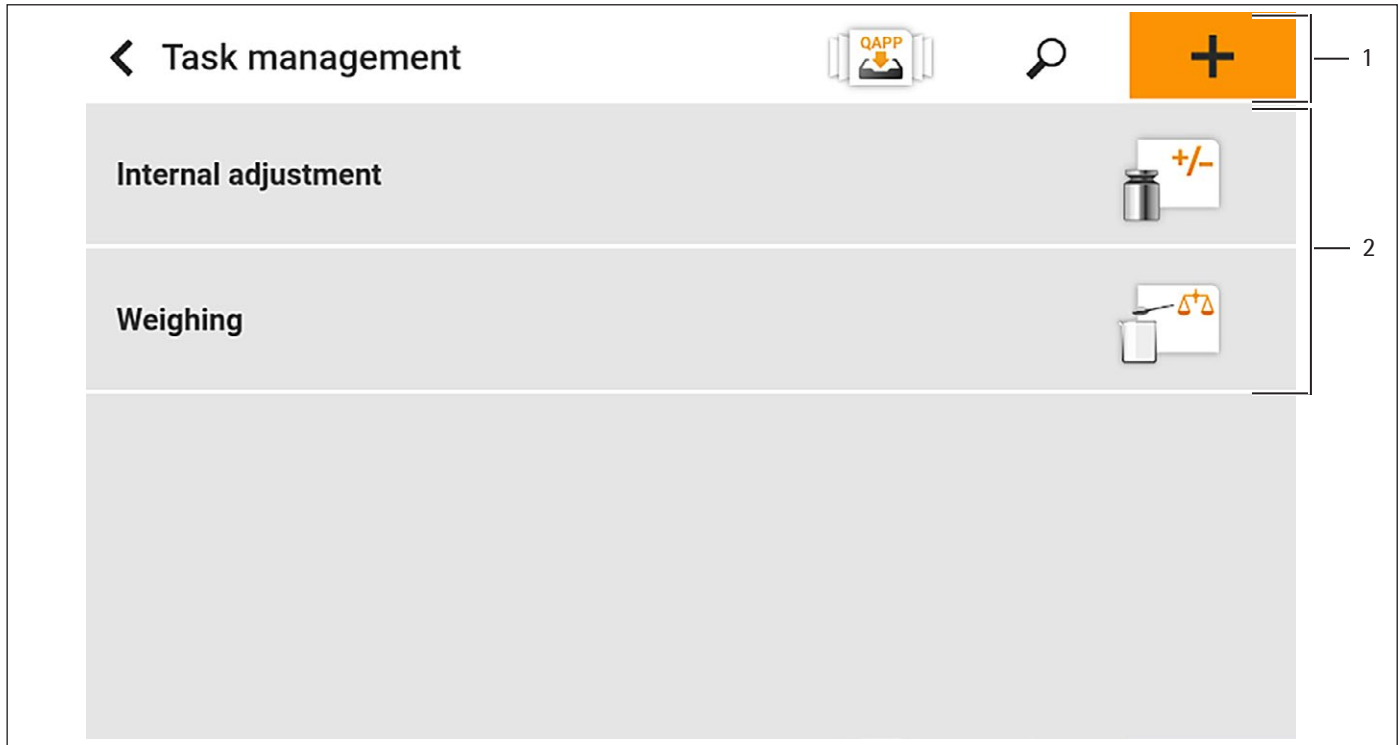 Task management
QAPP
1
Internal adjustment
+/-
2
Weighing